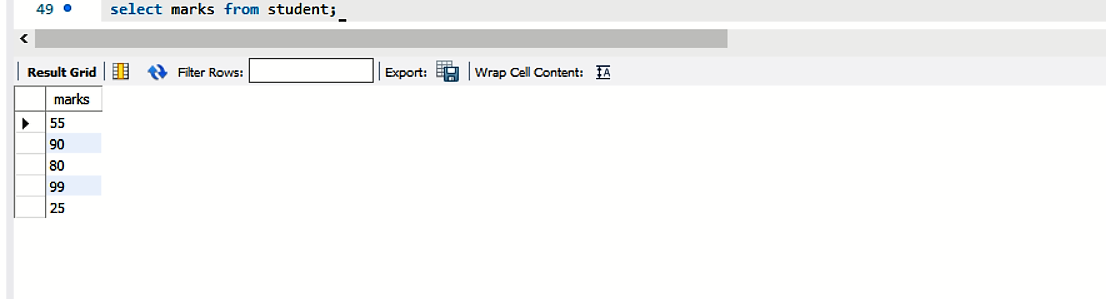 49 select marks from student;
Result Grid Filter Rows: Export: Wrap Cell Content: IA
marks
55
90
80
99
25